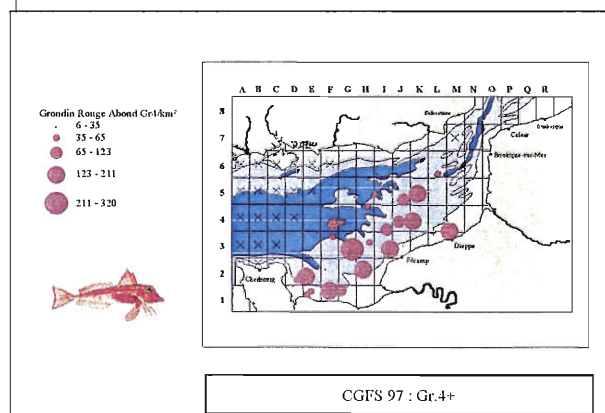 A B C D E F G H I J K L M N O P Q R
Grondin Rouge Abond Gr4/km²
6 - 35
35 - 65
65 - 123
123 - 211
211 - 320
8
7
6
5
4
3
2
1
Calais
Boulogne-sur-Mer
Dieppe
Fécamp
Cherbourg
CGFS 97 : Gr.4+